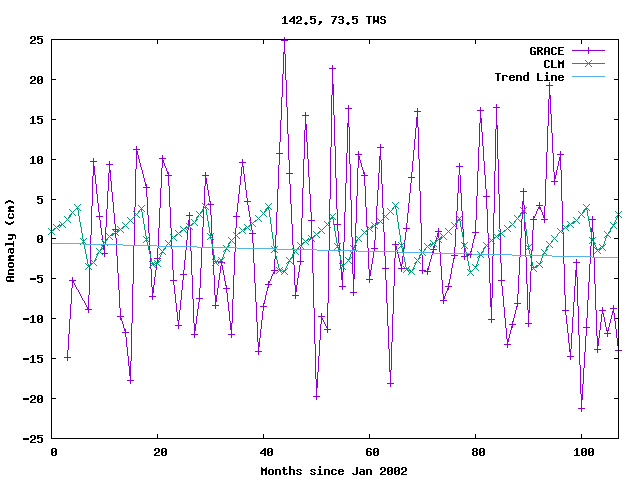 142.5, 73.5 TWS
GRACE
CLM
Trend Line
25
20
15
10
5
0
-5
-10
-15
-20
-25
Anomaly (cm)
0 20 40 60 80 100
Months since Jan 2002